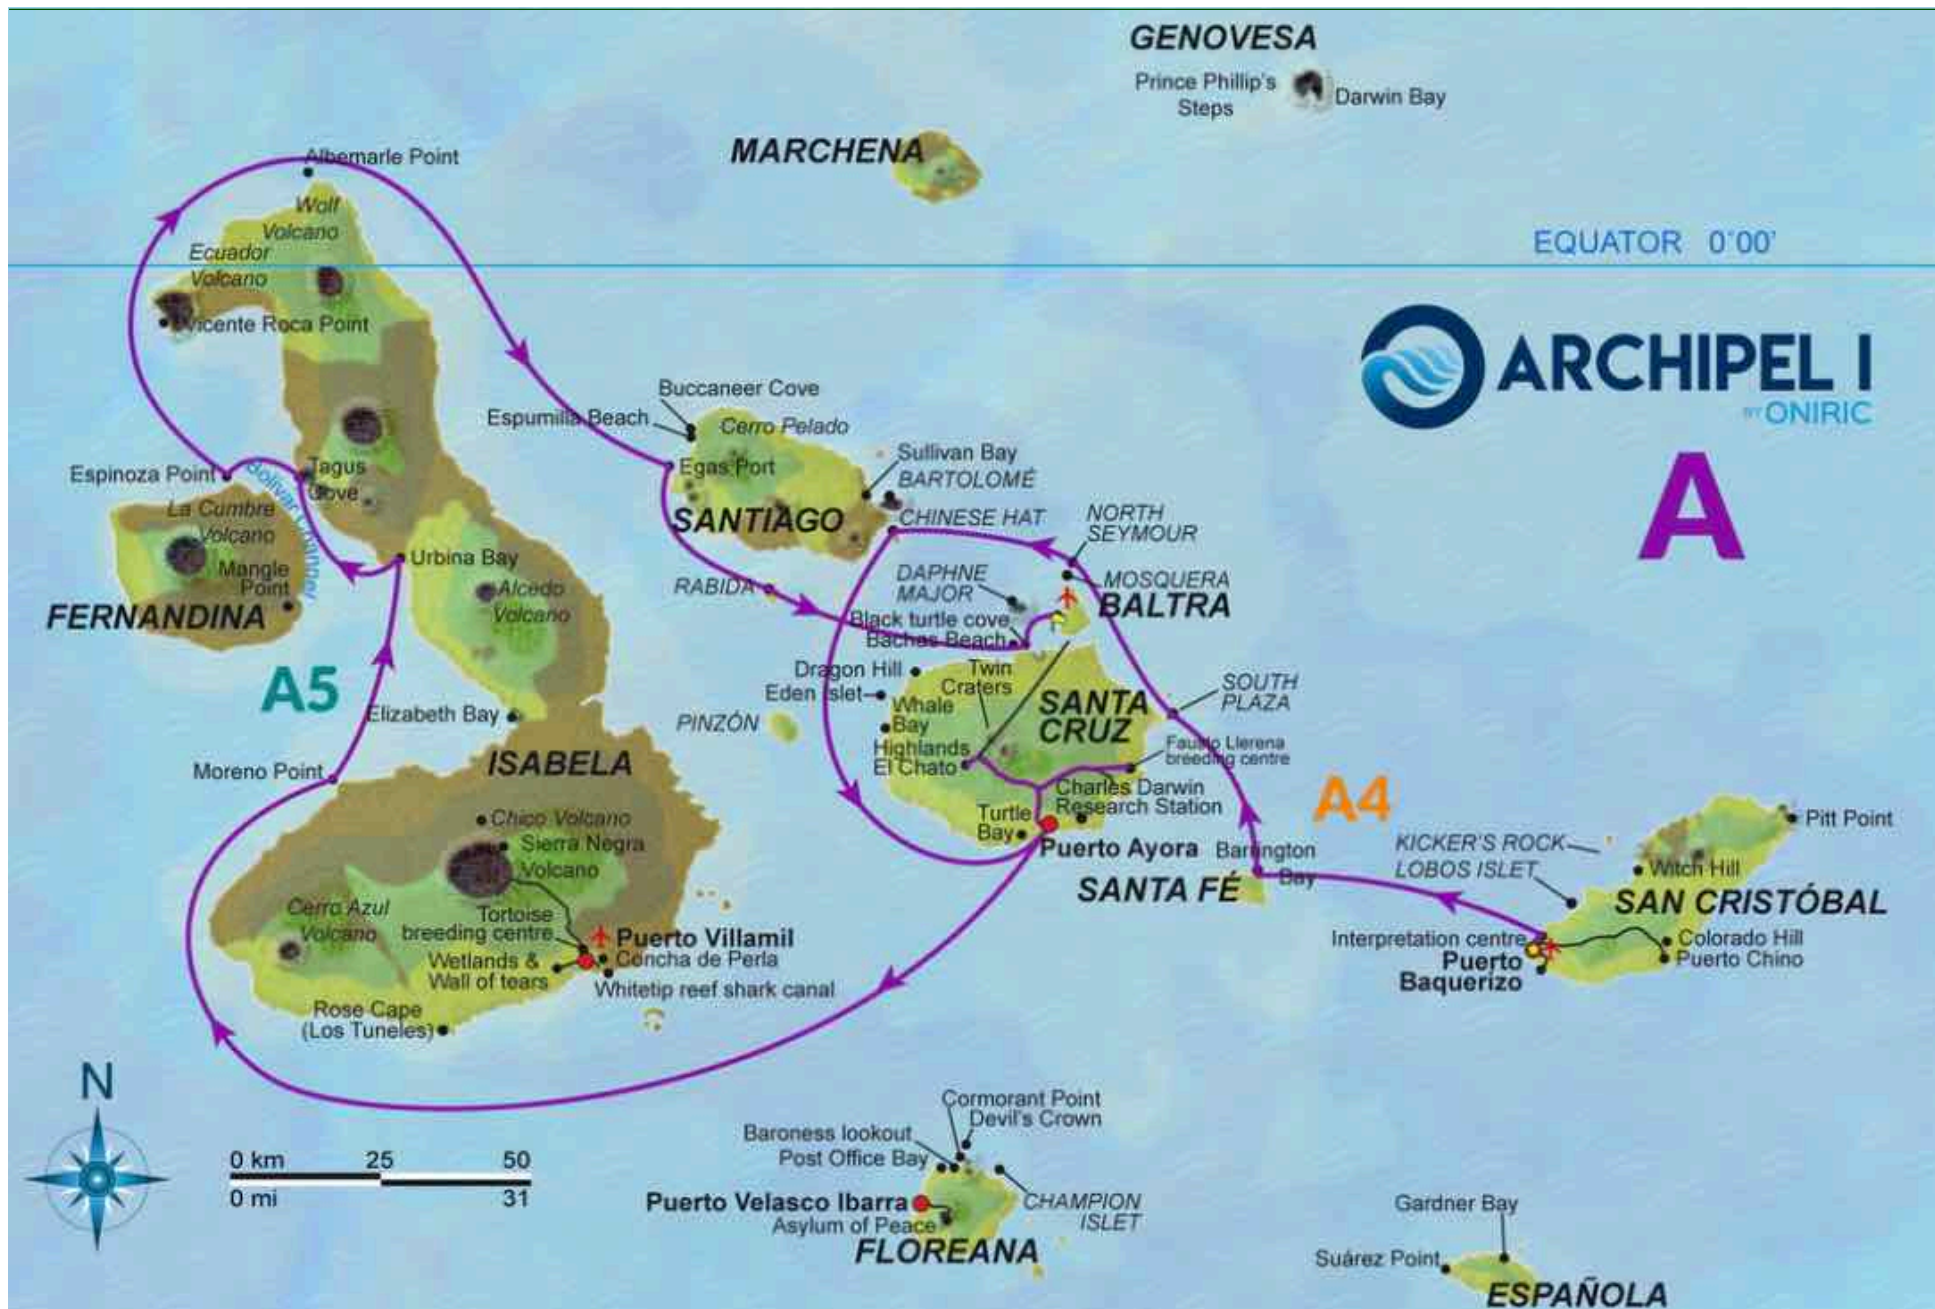 GENOVESA
Prince Phillip's
Steps
Darwin Bay
MARCHENA
Albemarle Point
Wolf
Volcano
Ecuador
Volcano
Vicente Roca Point
EQUATOR 0°00'
ARCHIPEL I
BY ONIRIC
A
Buccaneer Cove
Espumilla Beach
Cerro Pelado
Egas Port
Sullivan Bay
BARTOLOMÉ
SANTIAGO
CHINESE HAT
NORTH
SEYMOUR
Espinoza Point
Bolivar Channel
Tagus
Cove
La Cumbre
Volcano
Mangle
Point
FERNANDINA
Urbina Bay
Alcedo
Volcano
RABIDA
DAPHNE
MAJOR
MOSQUERA
BALTRA
Black turtle cove
Bachas Beach
A5
Elizabeth Bay
PINZÓN
Dragon Hill
Eden Islet
Whale
Bay
Twin
Craters
SANTA
CRUZ
SOUTH
PLAZA
Highlands
El Chato
Fausto Llerena
breeding centre
Charles Darwin
Research Station
Turtle
Bay
Puerto Ayora
Moreno Point
ISABELA
Chico Volcano
Sierra Negra
Volcano
Cerro Azul
Volcano
Tortoise
breeding centre
Wetlands &
Wall of tears
Puerto Villamil
Concha de Perla
Whitetip reef shark canal
Rose Cape
(Los Tuneles)
A4
Barrington
Bay
SANTA FÉ
KICKER'S ROCK
LOBOS ISLET
Pitt Point
Witch Hill
SAN CRISTÓBAL
Interpretation centre
Puerto
Baquerizo
Colorado Hill
Puerto Chino
N
0 km 25 50
0 mi 31
Cormorant Point
Devil's Crown
Baroness lookout
Post Office Bay
Puerto Velasco Ibarra
Asylum of Peace
CHAMPION
ISLET
FLOREANA
Gardner Bay
Suárez Point
ESPAÑOLA